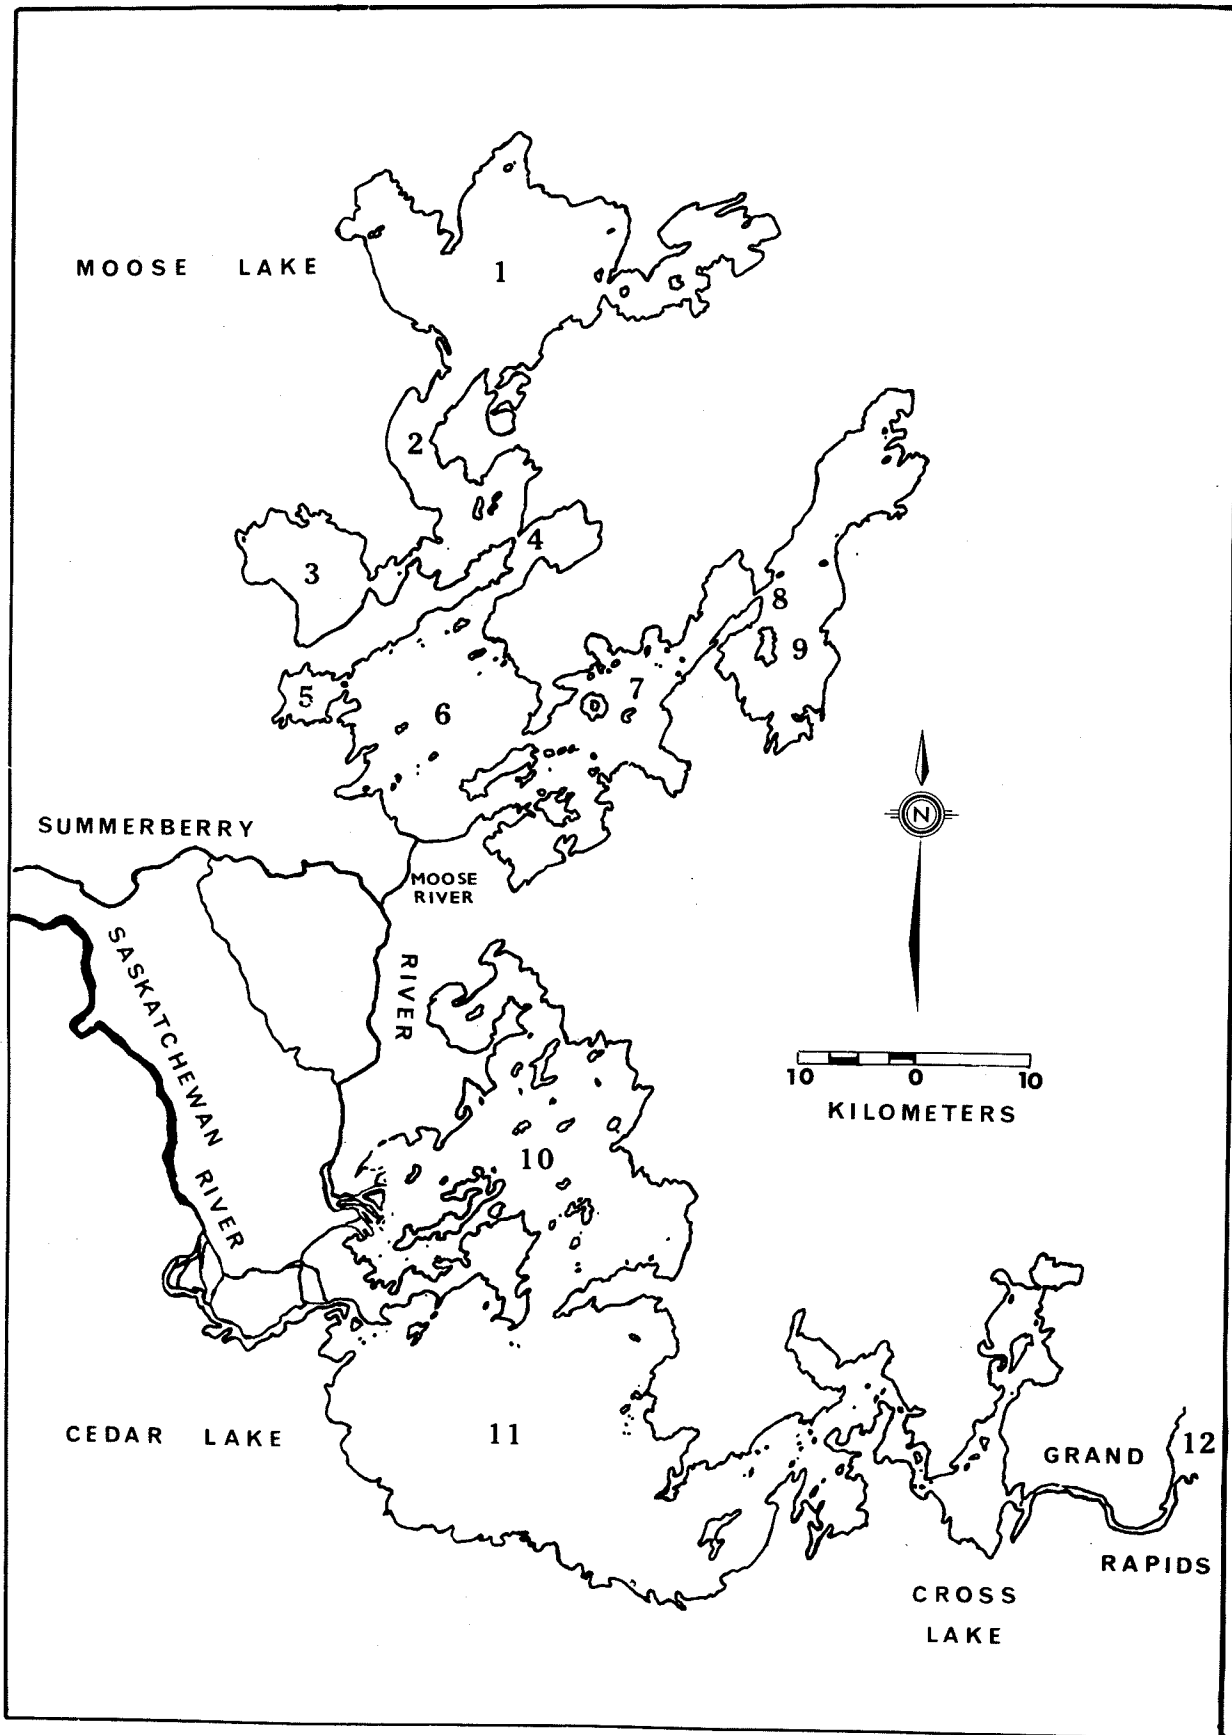 MOOSE LAKE
1
2
3
4
5
6
7
8
9
SUMMERBERRY
MOOSE
RIVER
RIVER
SASKATCHEWAN RIVER
N
10 0 10
KILOMETERS
10
11
CEDAR LAKE
GRAND
12
RAPIDS
CROSS
LAKE